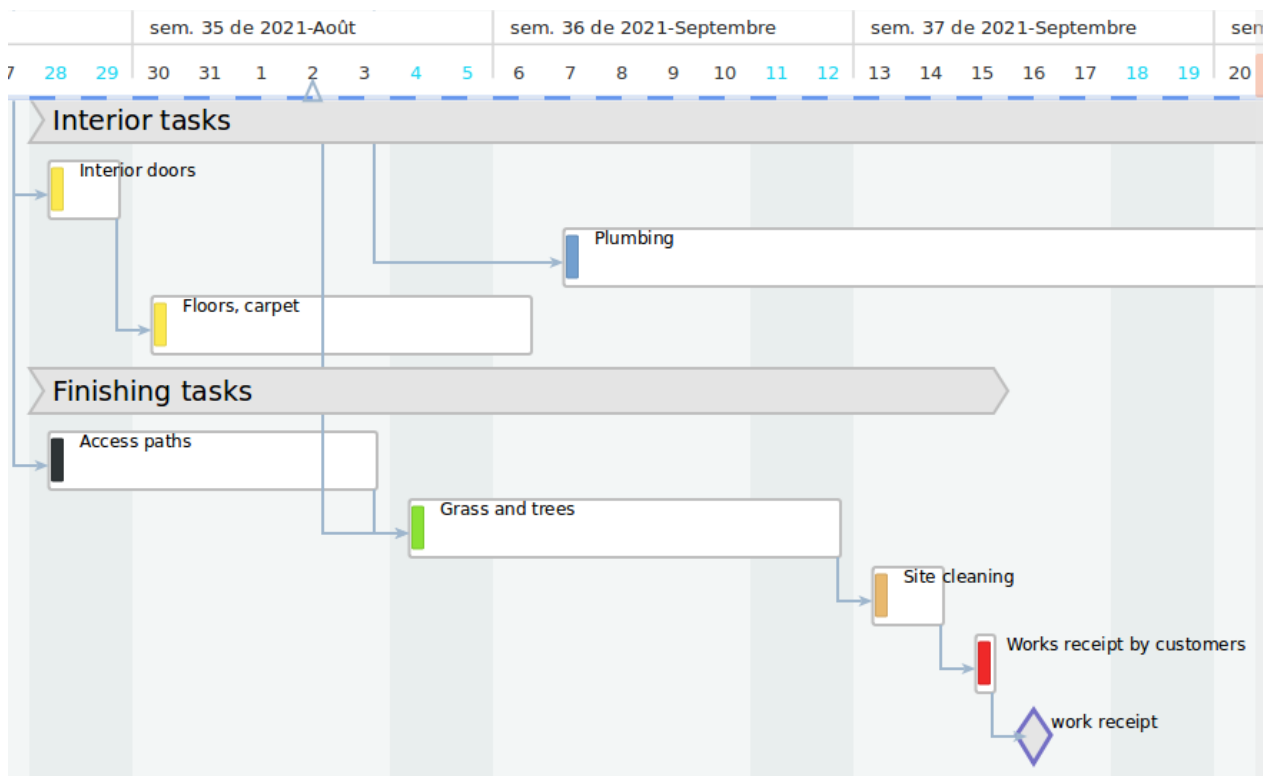 sem. 35 de 2021-Août sem. 36 de 2021-Septembre sem. 37 de 2021-Septembre
28 29 30 31 1 2 3 4 5 6 7 8 9 10 11 12 13 14 15 16 17 18 19 20
Interior tasks
Interior doors
Plumbing
Floors, carpet
Finishing tasks
Access paths
Grass and trees
Site cleaning
Works receipt by customers
work receipt